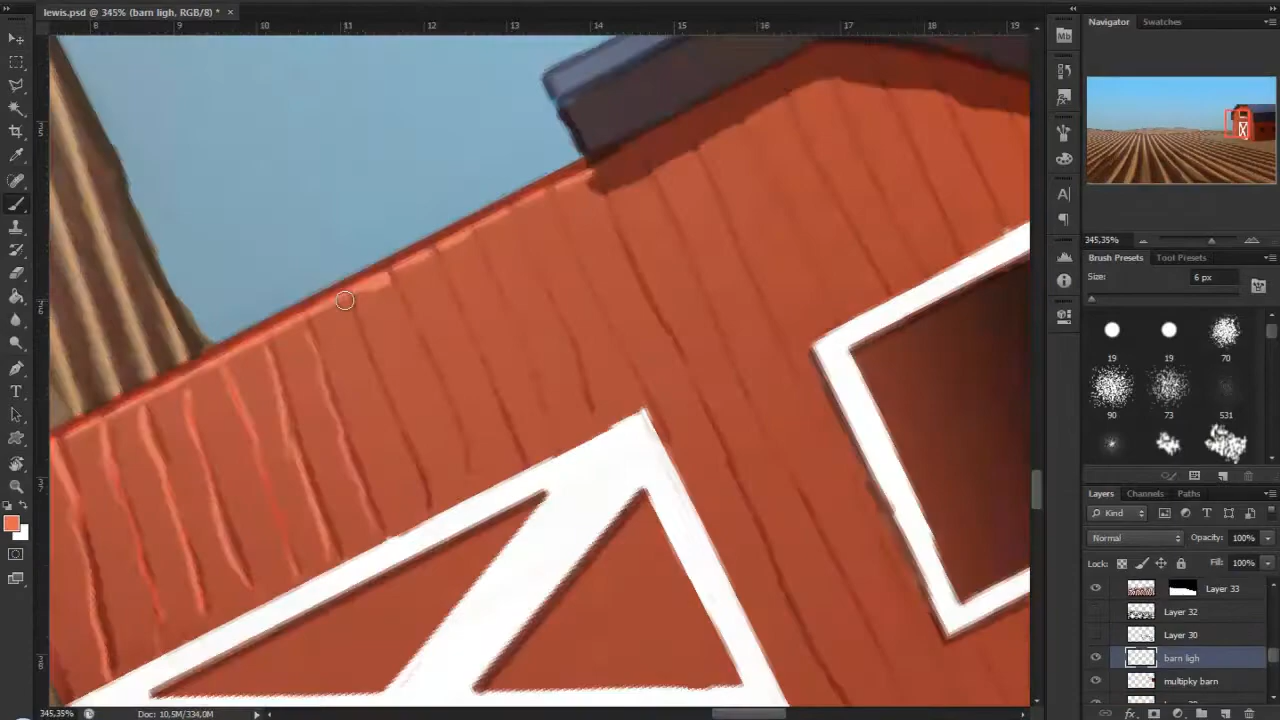 lewis.psd @ 345% (barn ligh, RGB/8) * ×
8 9 10 11 12 13 14 15 16 17 18 19
Navigator Swatches
345,35%
Brush Presets Tool Presets
Size: 6 px
19 19 70
90 73 531
Layers Channels Paths
Kind
Normal Opacity: 100%
Lock: Fill: 100%
Layer 33
Layer 32
Layer 30
barn ligh
multipky barn
345,35% Doc: 10,5M/334,0M